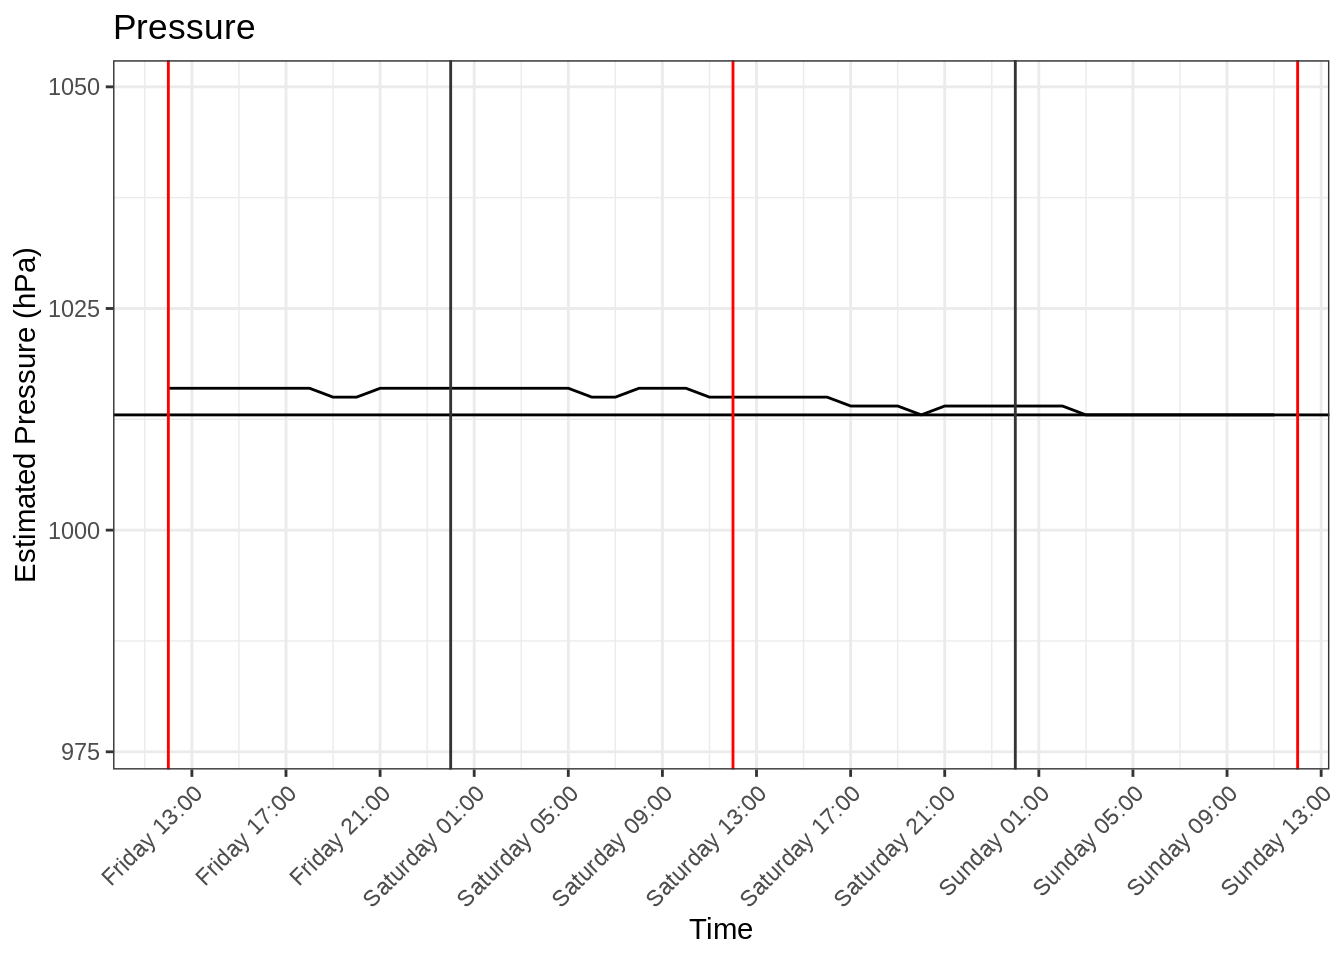 Pressure
Estimated Pressure (hPa)
1050
1025
1000
975
Friday 13:00
Friday 17:00
Friday 21:00
Saturday 01:00
Saturday 05:00
Saturday 09:00
Saturday 13:00
Saturday 17:00
Saturday 21:00
Sunday 01:00
Sunday 05:00
Sunday 09:00
Sunday 13:00
Time